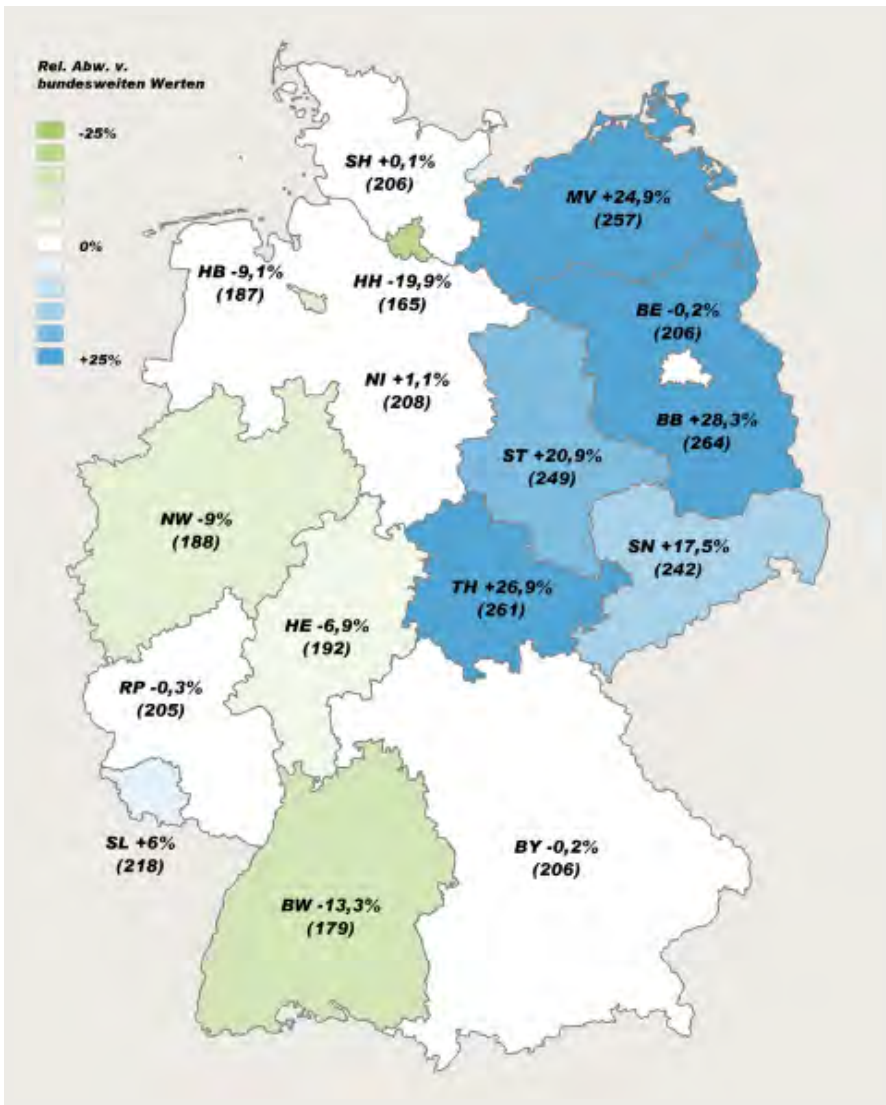 Rel. Abw. v.
bundesweiten Werten
-25%
0%
+25%
SH +0,1%
(206)
MV +24,9%
(257)
HB -9,1%
(187)
HH -19,9%
(165)
BE -0,2%
(206)
NI +1,1%
(208)
BB +28,3%
(264)
ST +20,9%
(249)
NW -9%
(188)
SN +17,5%
(242)
TH +26,9%
(261)
HE -6,9%
(192)
RP -0,3%
(205)
SL +6%
(218)
BY -0,2%
(206)
BW -13,3%
(179)